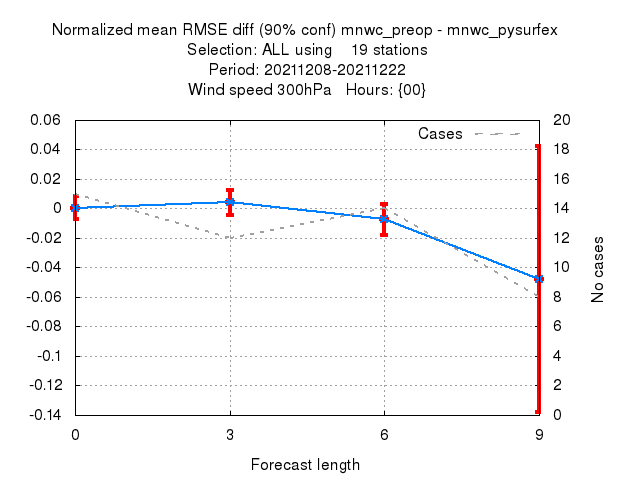 Normalized mean RMSE diff (90% conf) mnwc_preop - mnwc_pysurfex
Selection: ALL using 19 stations
Period: 20211208-20211222
Wind speed 300hPa Hours: {00}
Cases
0.06
0.04
0.02
0
-0.02
-0.04
-0.06
-0.08
-0.1
-0.12
-0.14
20
18
16
14
12
10
8
6
4
2
0
No cases
0 3 6 9
Forecast length